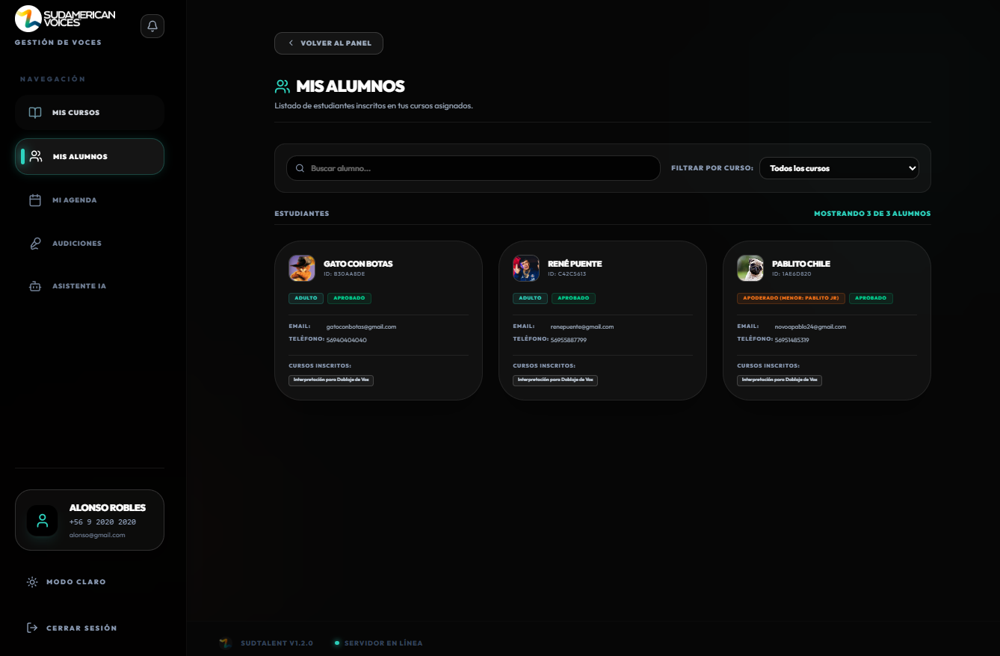 SUDAMERICAN
VOICES
GESTIÓN DE VOCES
NAVEGACIÓN
MIS CURSOS
MIS ALUMNOS
MI AGENDA
AUDICIONES
ASISTENTE IA
ALONSO ROBLES
+56 9 2020 2020
alonso@gmail.com
MODO CLARO
CERRAR SESIÓN
VOLVER AL PANEL
MIS ALUMNOS
Listado de estudiantes inscritos en tus cursos asignados.
Buscar alumno...
FILTRAR POR CURSO:
Todos los cursos
ESTUDIANTES
MOSTRANDO 3 DE 3 ALUMNOS
GATO CON BOTAS
ID: B30AA8DE
ADULTO
APROBADO
EMAIL: gatoconbotas@gmail.com
TELÉFONO: 56940404040
CURSOS INSCRITOS:
Interpretación para Doblaje de Voz
RENÉ PUENTE
ID: C42C5613
ADULTO
APROBADO
EMAIL: renepuente@gmail.com
TELÉFONO: 56955887799
CURSOS INSCRITOS:
Interpretación para Doblaje de Voz
PABLITO CHILE
ID: 1AE6D820
APODERADO (MENOR: PABLITO JR)
APROBADO
EMAIL: novoapablo24@gmail.com
TELÉFONO: 56951485319
CURSOS INSCRITOS:
Interpretación para Doblaje de Voz
SUDTALENT V1.2.0
SERVIDOR EN LÍNEA